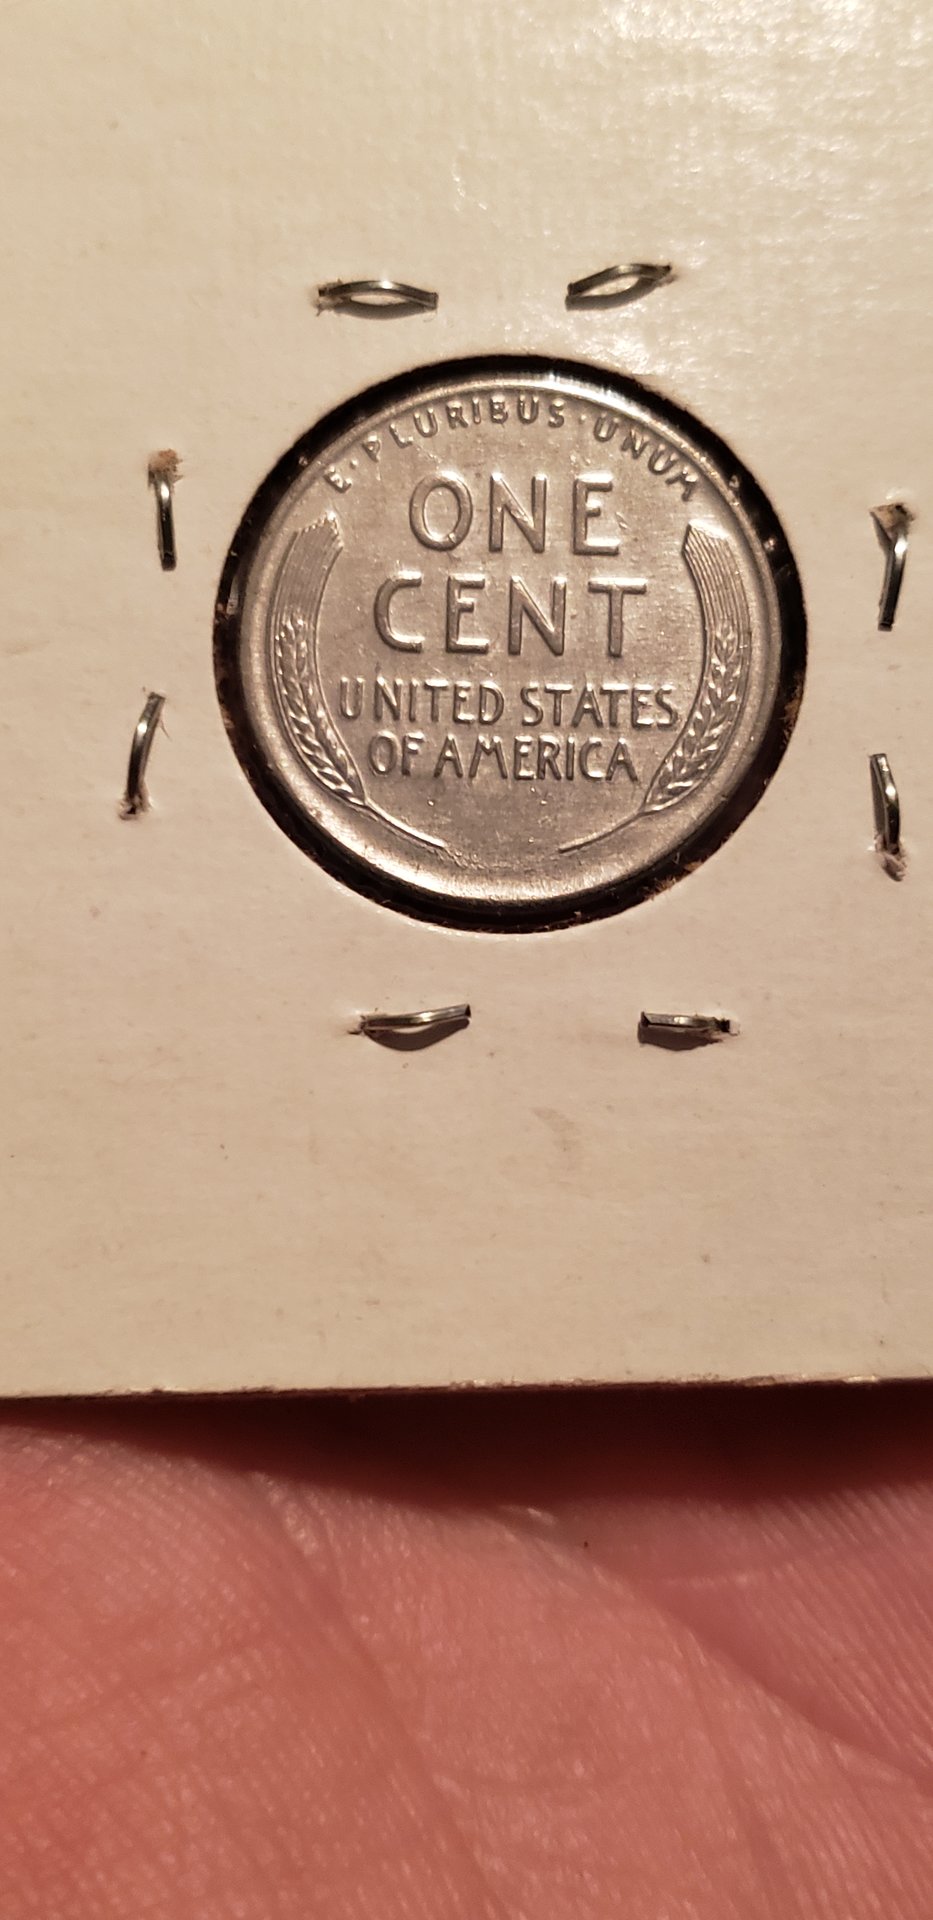 E·PLURIBUS·UNUM
ONE
CENT
UNITED STATES
OF AMERICA